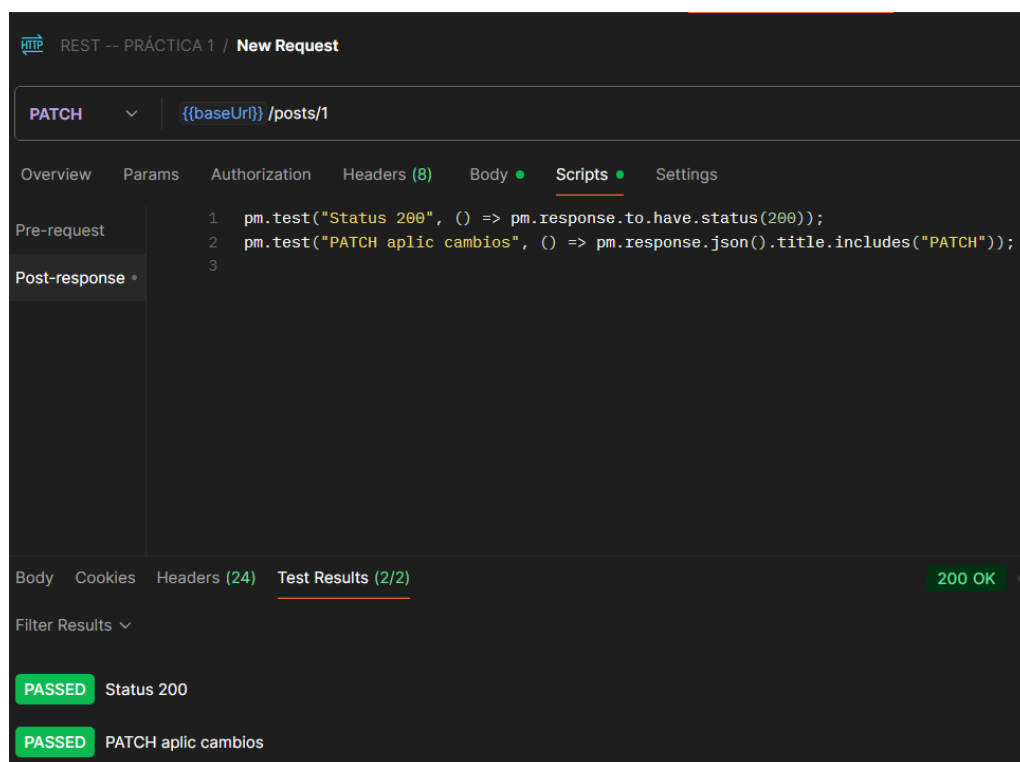 HTTP REST -- PRÁCTICA 1 / New Request
PATCH {{baseUrl}} /posts/1
Overview Params Authorization Headers (8) Body Scripts Settings
Pre-request
Post-response
1 pm.test("Status 200", () => pm.response.to.have.status(200));
2 pm.test("PATCH aplic cambios", () => pm.response.json().title.includes("PATCH"));
3
Body Cookies Headers (24) Test Results (2/2) 200 OK
Filter Results
PASSED Status 200
PASSED PATCH aplic cambios